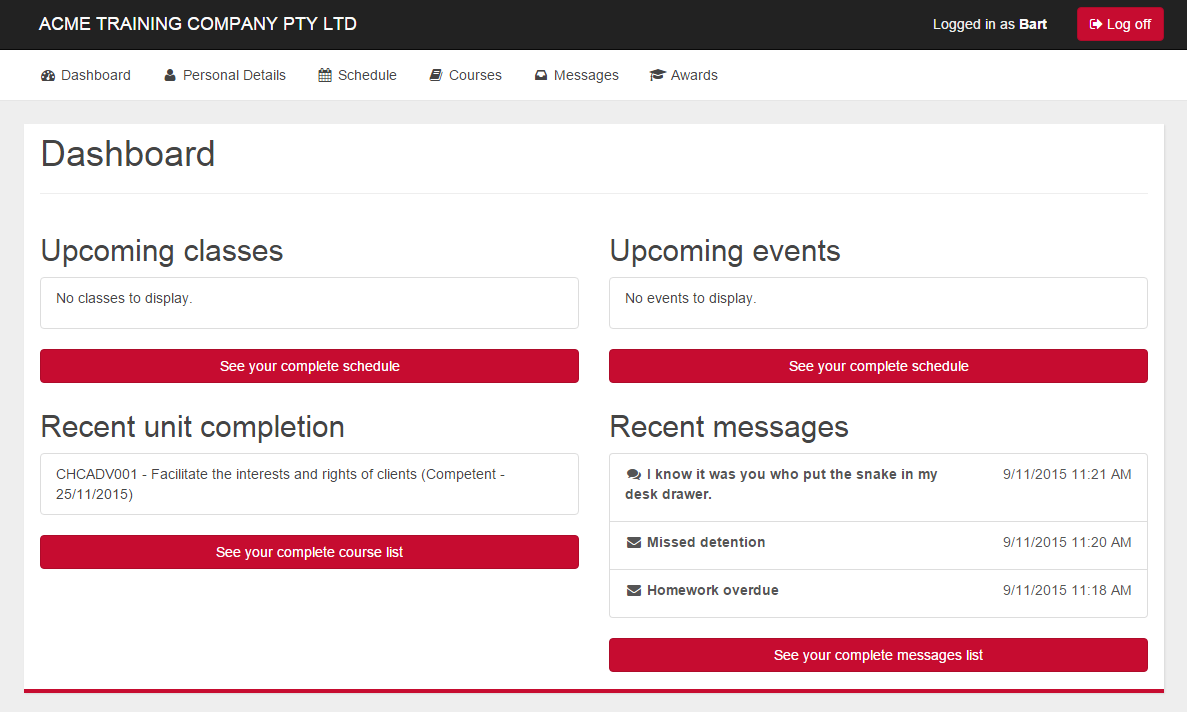 ACME TRAINING COMPANY PTY LTD
Logged in as Bart
Log off
Dashboard
Personal Details
Schedule
Courses
Messages
Awards
Dashboard
Upcoming classes
No classes to display.
See your complete schedule
Upcoming events
No events to display.
See your complete schedule
Recent unit completion
CHCADV001 - Facilitate the interests and rights of clients (Competent -
25/11/2015)
See your complete course list
Recent messages
I know it was you who put the snake in my 9/11/2015 11:21 AM
desk drawer.
Missed detention 9/11/2015 11:20 AM
Homework overdue 9/11/2015 11:18 AM
See your complete messages list